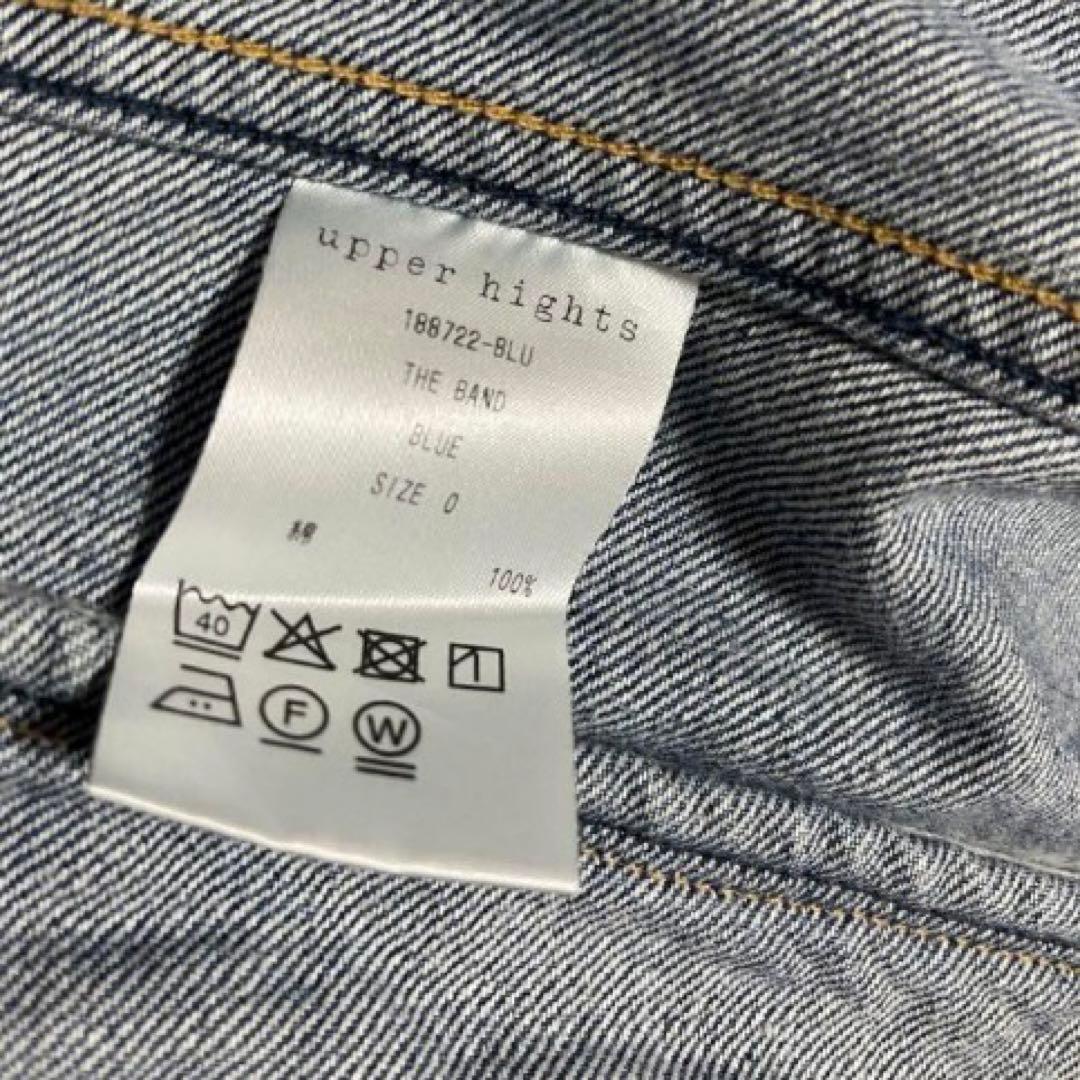 upper hights
188722-BLU
THE BAND
BLUE
SIZE 0
綿
100%
40
F W